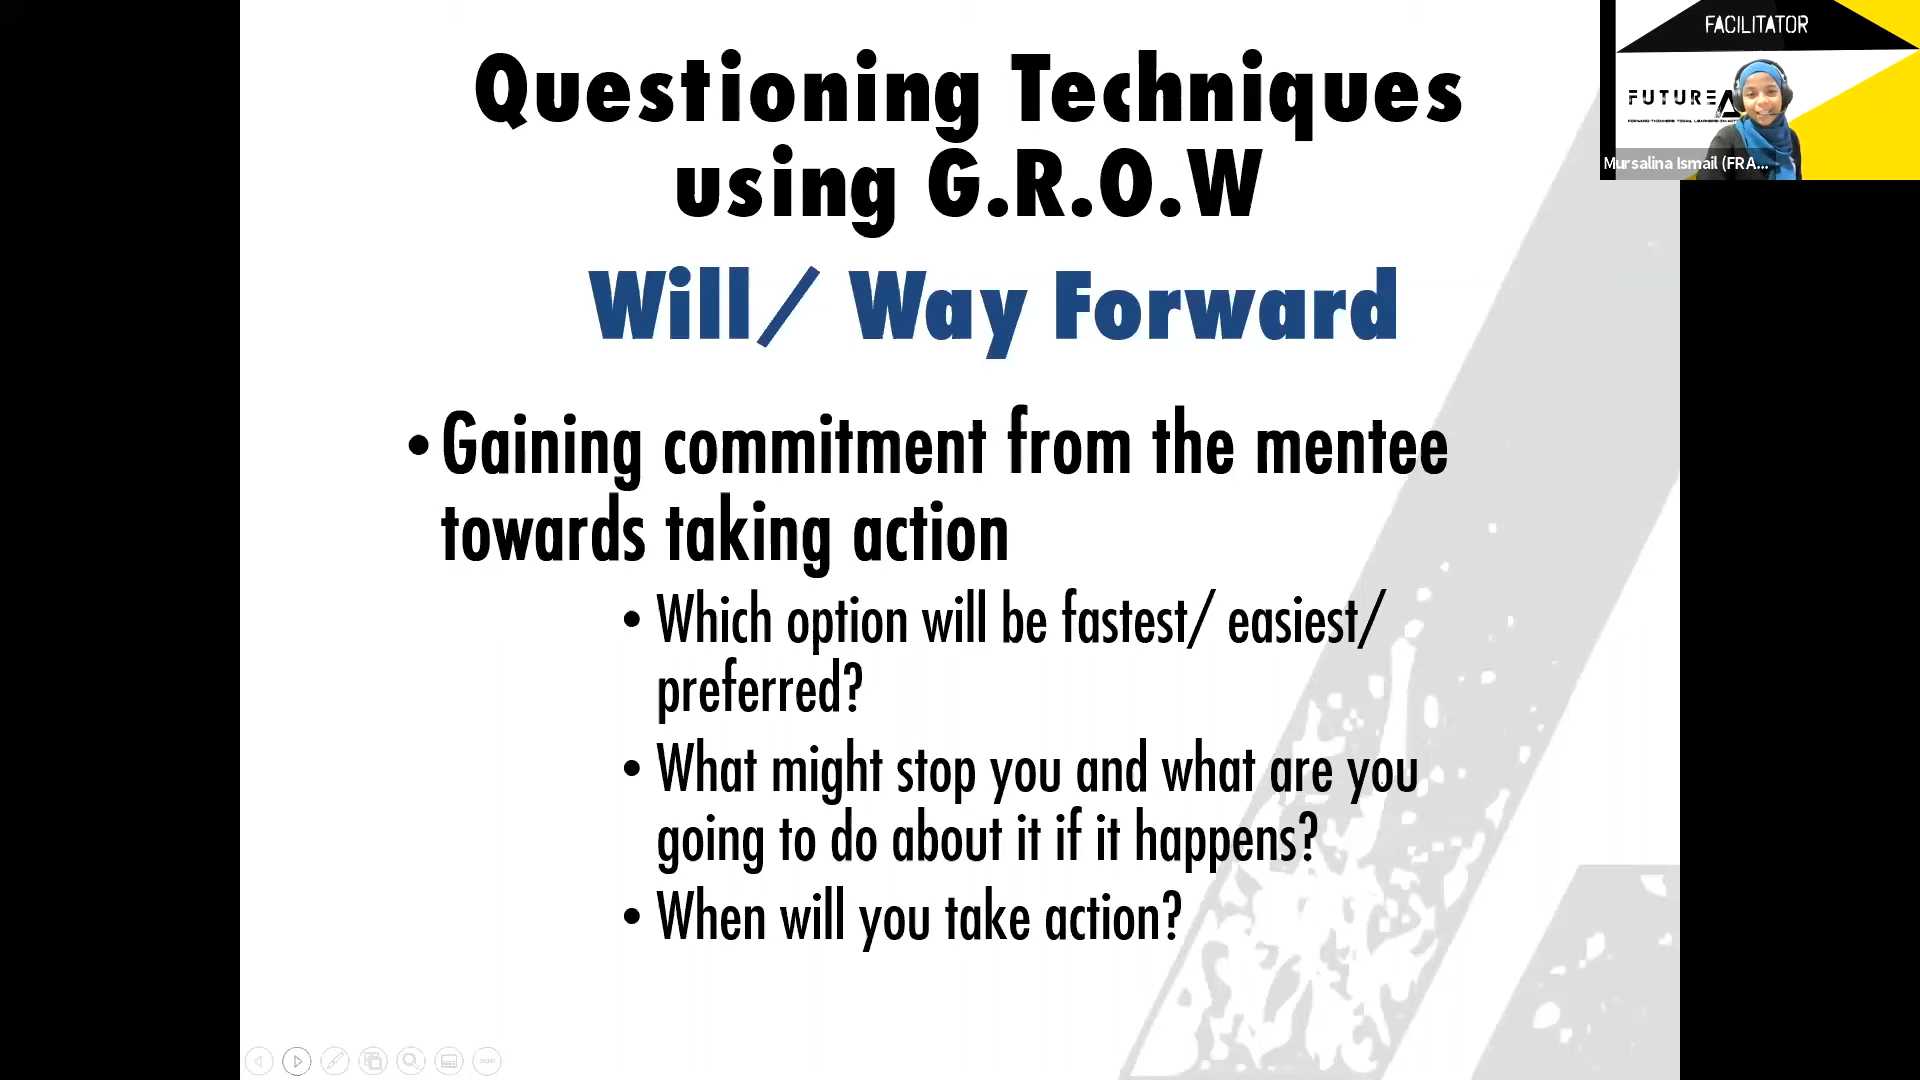 Questioning Techniques
using G.R.O.W
Will/ Way Forward
• Gaining commitment from the mentee
towards taking action
• Which option will be fastest/ easiest/
preferred?
• What might stop you and what are you
going to do about it if it happens?
• When will you take action?
FACILITATOR
FUTURE
Mursalina Ismail (FRA...